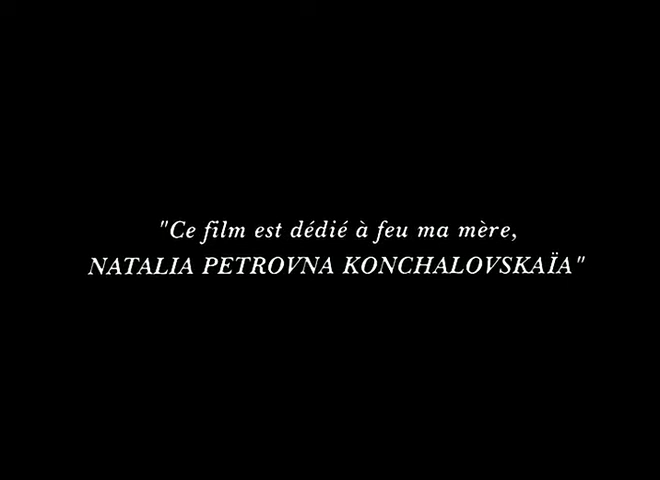 "Ce film est dédié à feu ma mère,
NATALIA PETROVNA KONCHALOVSKAÏA"